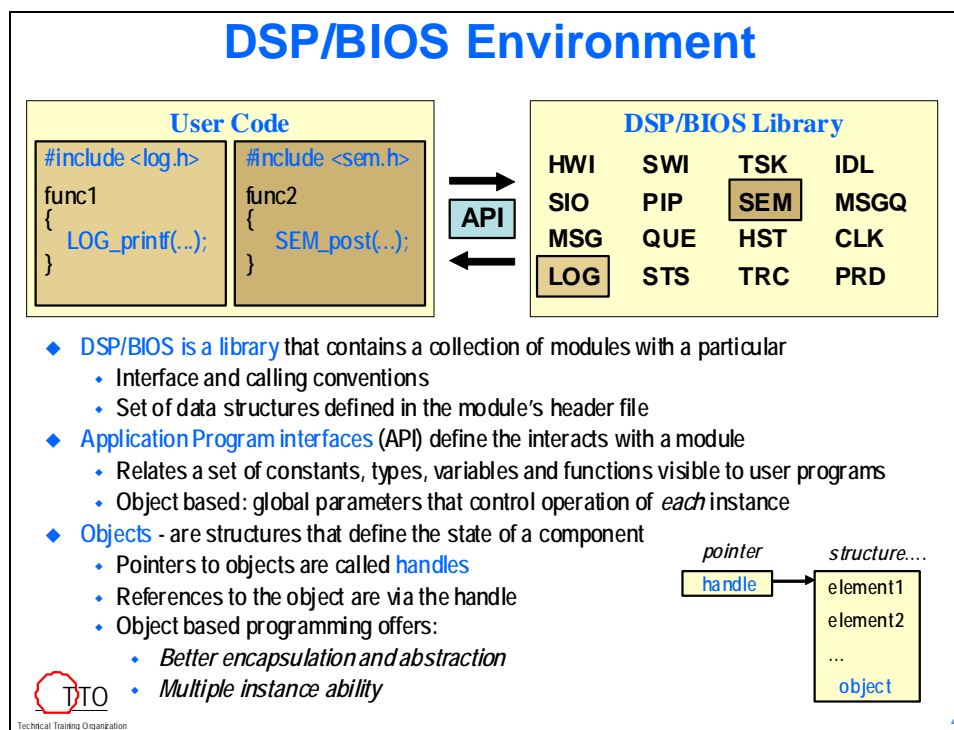 DSP/BIOS Environment
User Code
#include <log.h>
func1
{
LOG_printf(...);
}
#include <sem.h>
func2
{
SEM_post(...);
}
API
DSP/BIOS Library
HWI SWI TSK IDL
SIO PIP SEM MSGQ
MSG QUE HST CLK
LOG STS TRC PRD
DSP/BIOS is a library that contains a collection of modules with a particular
Interface and calling conventions
Set of data structures defined in the module's header file
Application Program interfaces (API) define the interacts with a module
Relates a set of constants, types, variables and functions visible to user programs
Object based: global parameters that control operation of each instance
Objects - are structures that define the state of a component
Pointers to objects are called handles
References to the object are via the handle
Object based programming offers:
Better encapsulation and abstraction
Multiple instance ability
pointer
handle
structure....
element1
element2
...
object
TTO
Technical Training Organization